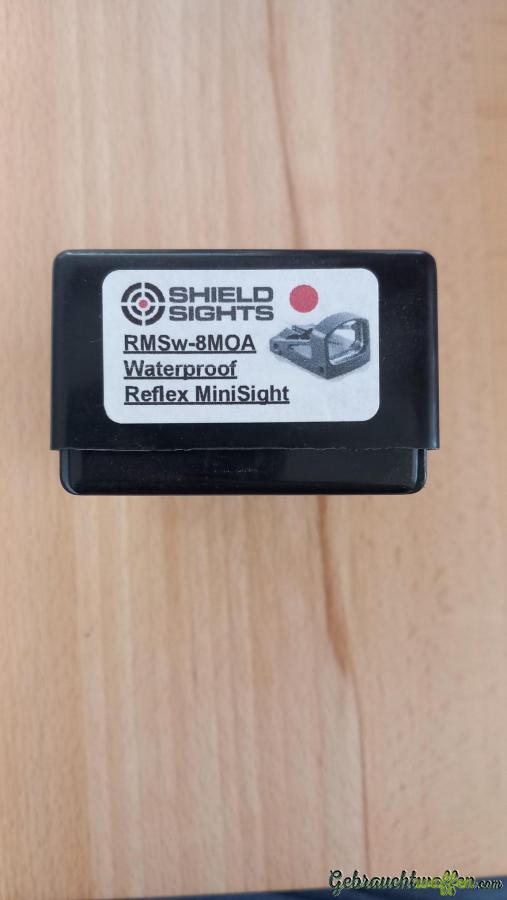 SHIELD
SIGHTS
RMSw-8MOA
Waterproof
Reflex MiniSight
Gebrauchtwaffen.com